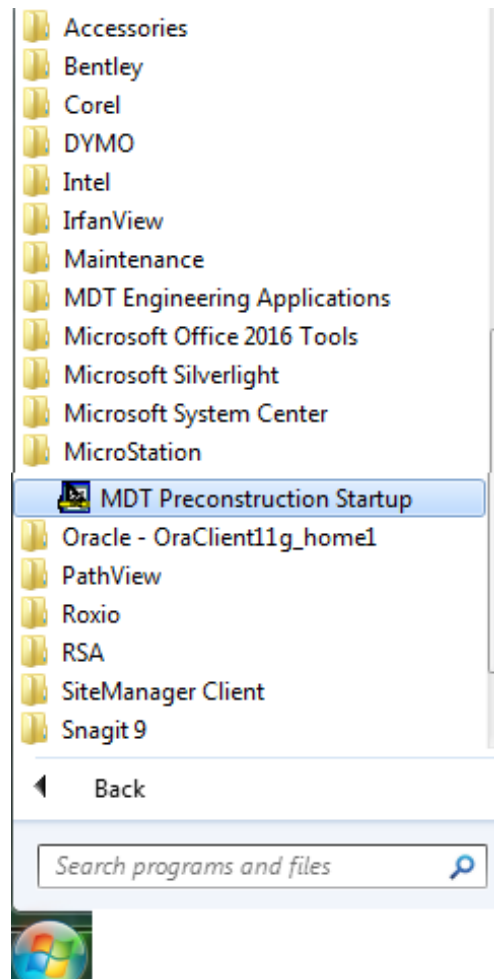 Accessories
Bentley
Corel
DYMO
Intel
IrfanView
Maintenance
MDT Engineering Applications
Microsoft Office 2016 Tools
Microsoft Silverlight
Microsoft System Center
MicroStation
MDT Preconstruction Startup
Oracle - OraClient11g_home1
PathView
Roxio
RSA
SiteManager Client
Snagit 9
Back
Search programs and files